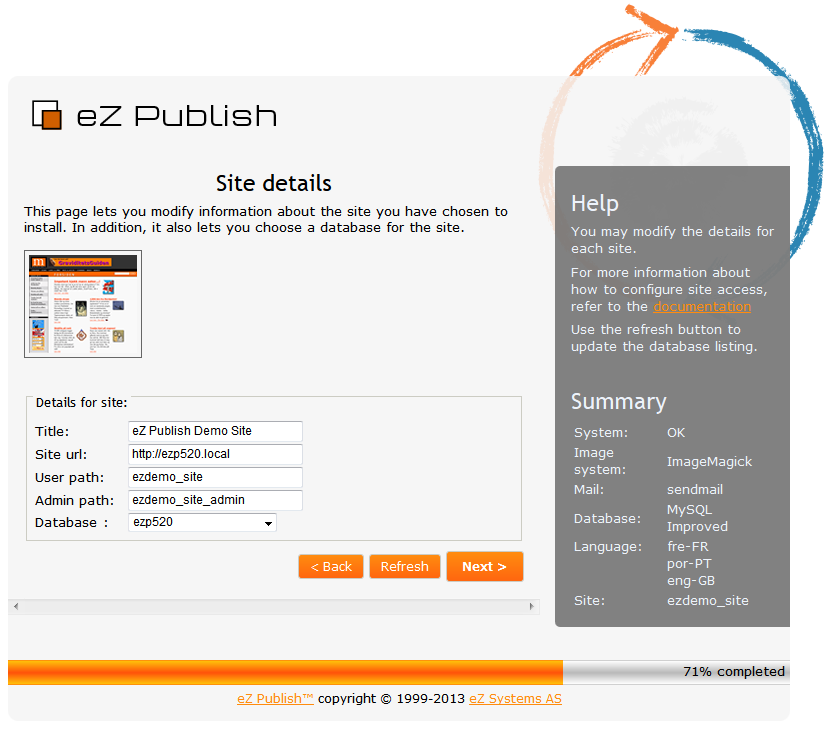 eZ Publish
Site details
This page lets you modify information about the site you have chosen to
install. In addition, it also lets you choose a database for the site.
Details for site:
Title: eZ Publish Demo Site
Site url: http://ezp520.local
User path: ezdemo_site
Admin path: ezdemo_site_admin
Database : ezp520
< Back Refresh Next >
Help
You may modify the details for
each site.
For more information about
how to configure site access,
refer to the documentation
Use the refresh button to
update the database listing.
Summary
System: OK
Image
system: ImageMagick
Mail: sendmail
Database: MySQL
Improved
Language: fre-FR
por-PT
eng-GB
Site: ezdemo_site
71% completed
eZ Publish™ copyright © 1999-2013 eZ Systems AS